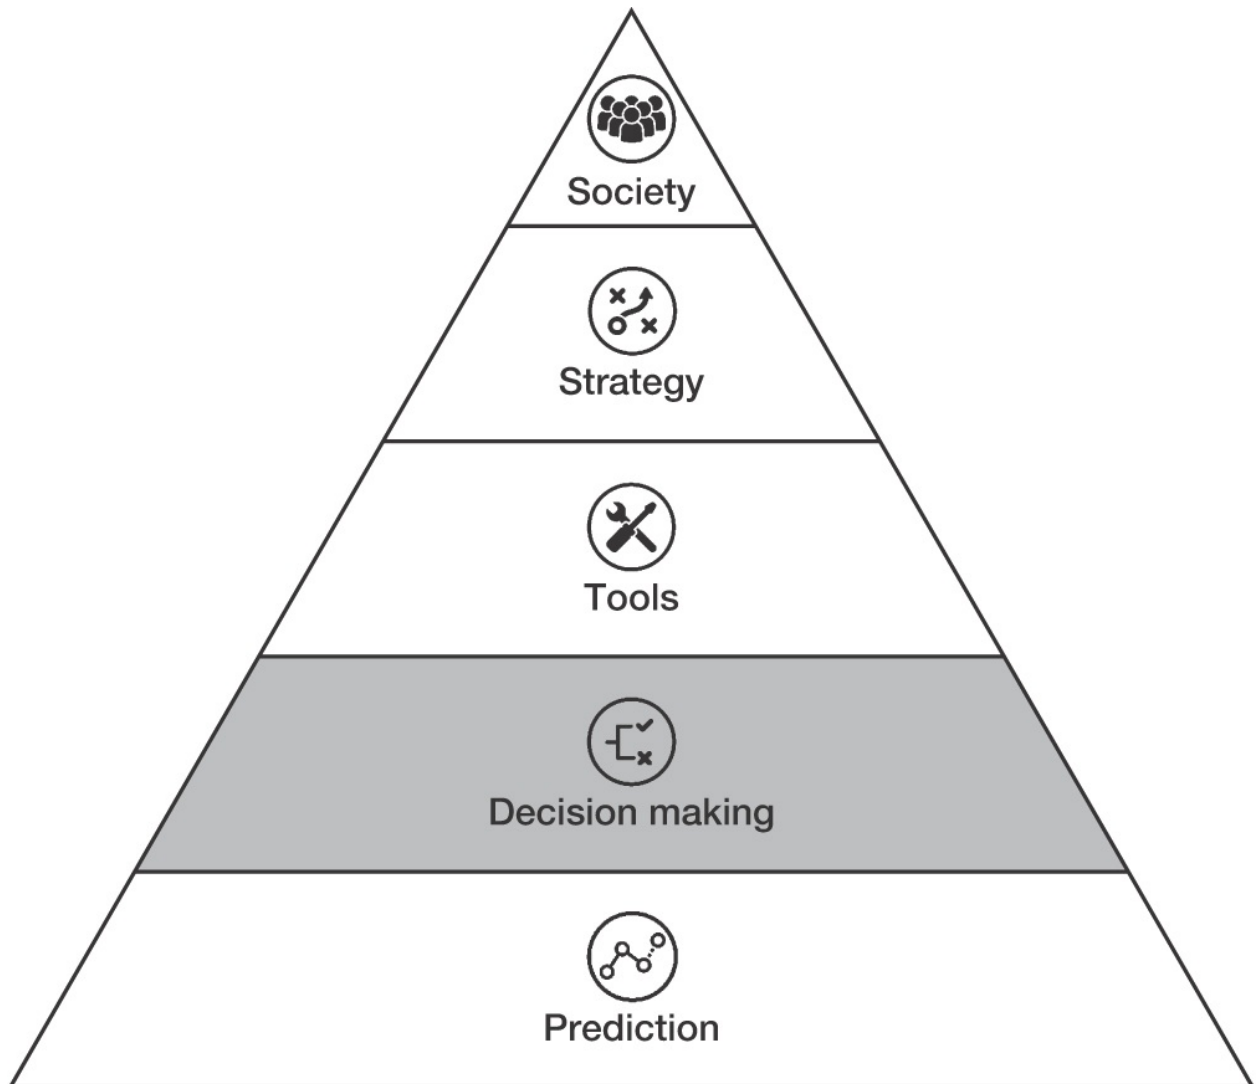 Society
Strategy
Tools
Decision making
Prediction